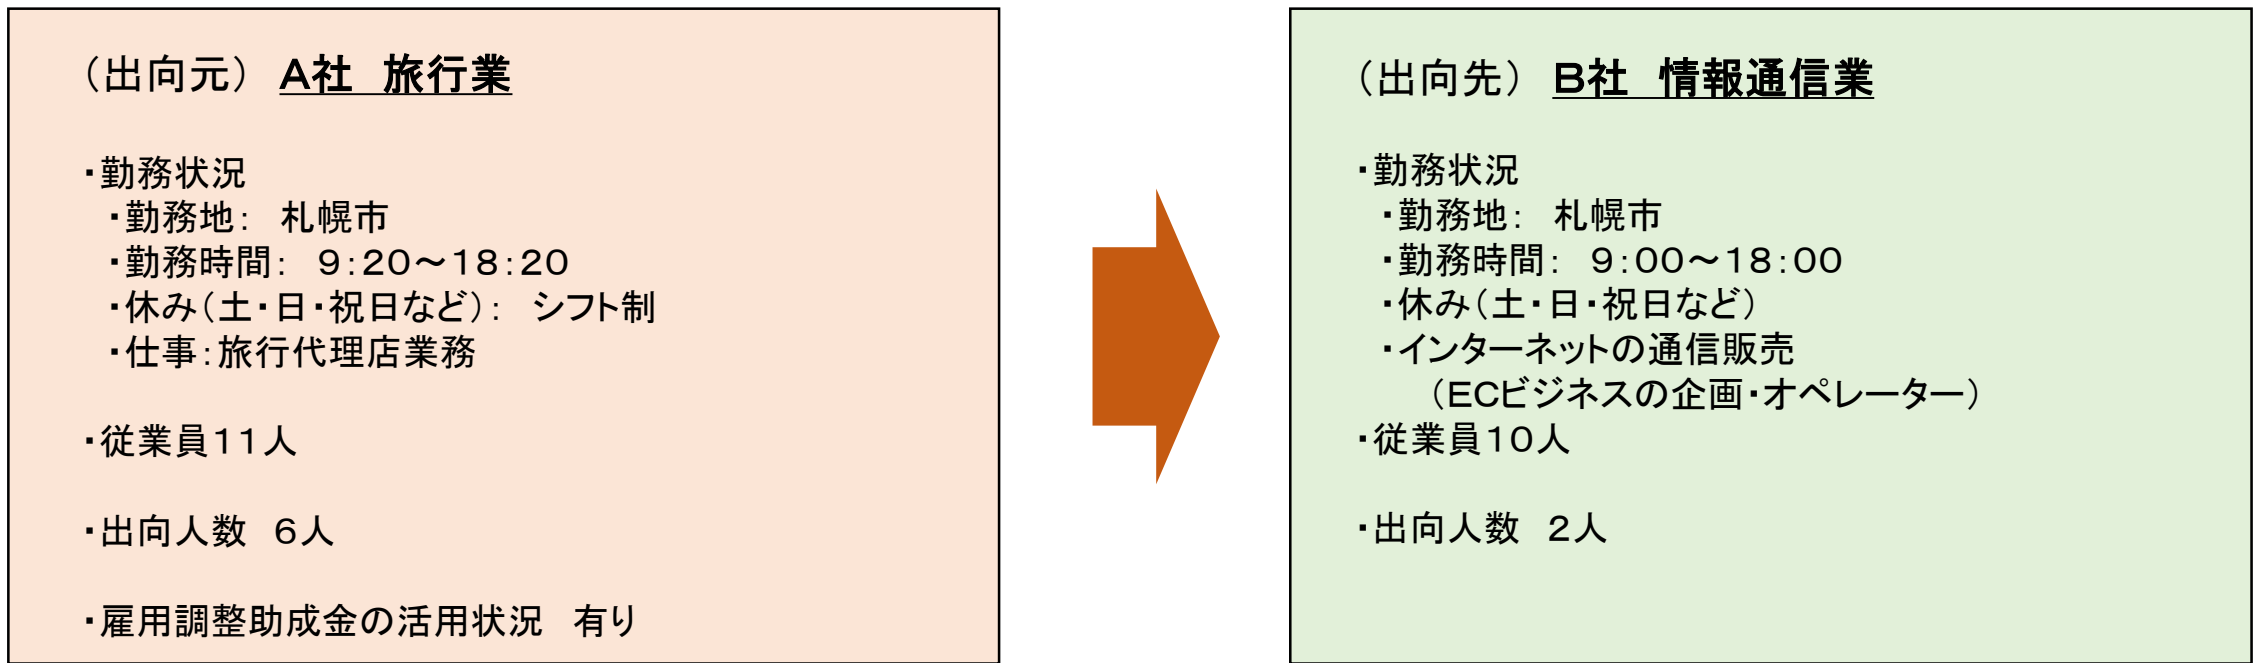 （出向元） A社　旅行業
・勤務状況
・勤務地： 札幌市
・勤務時間： ９：２０～１８：２０
・休み（土・日・祝日など）： シフト制
・仕事：旅行代理店業務
・従業員１１人
・出向人数　６人
・雇用調整助成金の活用状況　有り
（出向先） B社　情報通信業
・勤務状況
・勤務地： 札幌市
・勤務時間： ９：００～１８：００
・休み（土・日・祝日など）
・インターネットの通信販売
（ECビジネスの企画・オペレーター）
・従業員１０人
・出向人数　２人